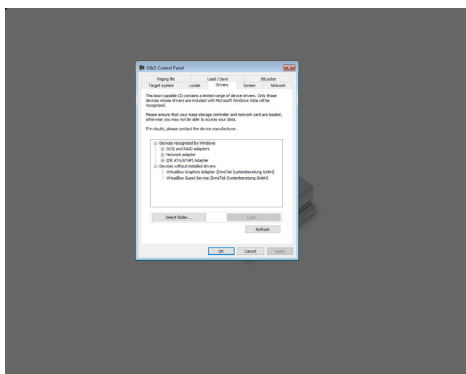 O&O Control Panel
Paging file Load / Save BitLocker
Target system Locale Drivers Screen Network
This boot-capable CD contains a limited range of device drivers. Only those
devices whose drivers are included with Microsoft Windows Vista will be
recognized.
Please ensure that your mass storage controller and network card are loaded,
otherwise you may not be able to access your data.
If in doubt, please contact the device manufacturer.
Devices recognized by Windows
SCSI and RAID adapters
Network adapter
IDE ATA/ATAPI Adapter
Devices without installed drivers
VirtualBox Graphics Adapter (InnoTek Systemberatung GmbH)
VirtualBox Guest Service (InnoTek Systemberatung GmbH)
Select folder ... Load...
Refresh
OK Cancel Apply